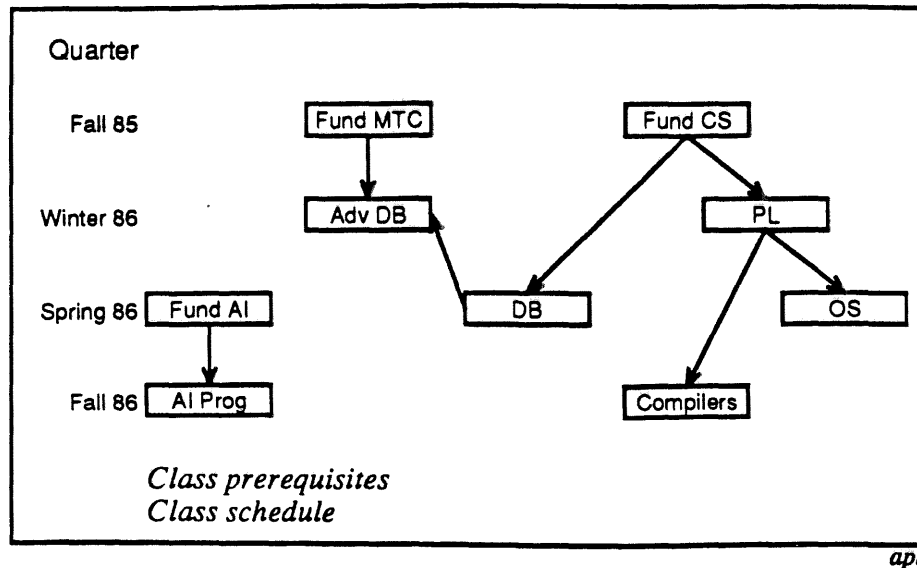 Quarter
Fall 85 Fund MTC Fund CS
Winter 86 Adv DB PL
Spring 86 Fund AI DB OS
Fall 86 AI Prog Compilers
Class prerequisites
Class schedule